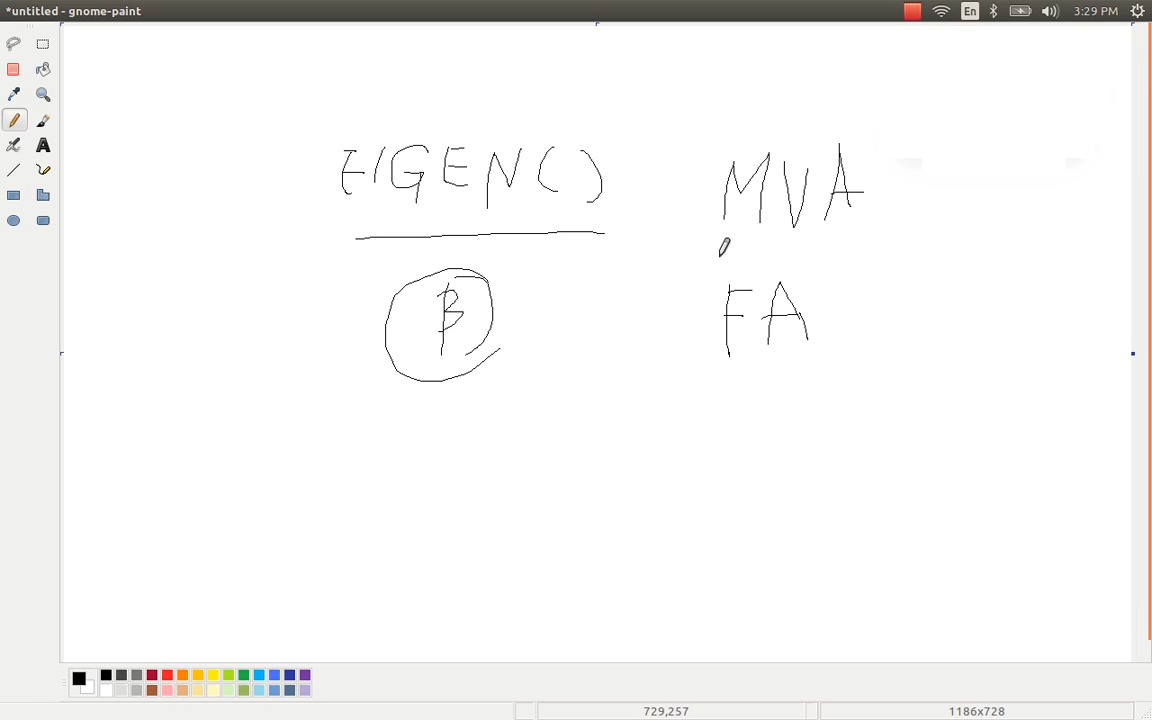 *untitled - gnome-paint
En
3:29 PM
A
EIGEN() MVA
B FA
729,257
1186x728